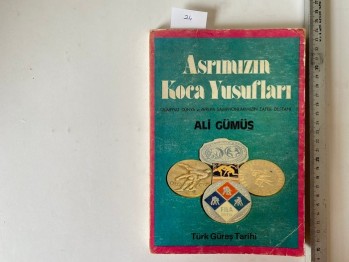 24
Asrımızın
Koca Yusufları
ALİ GÜMÜŞ
Türk Güreş Tarihi